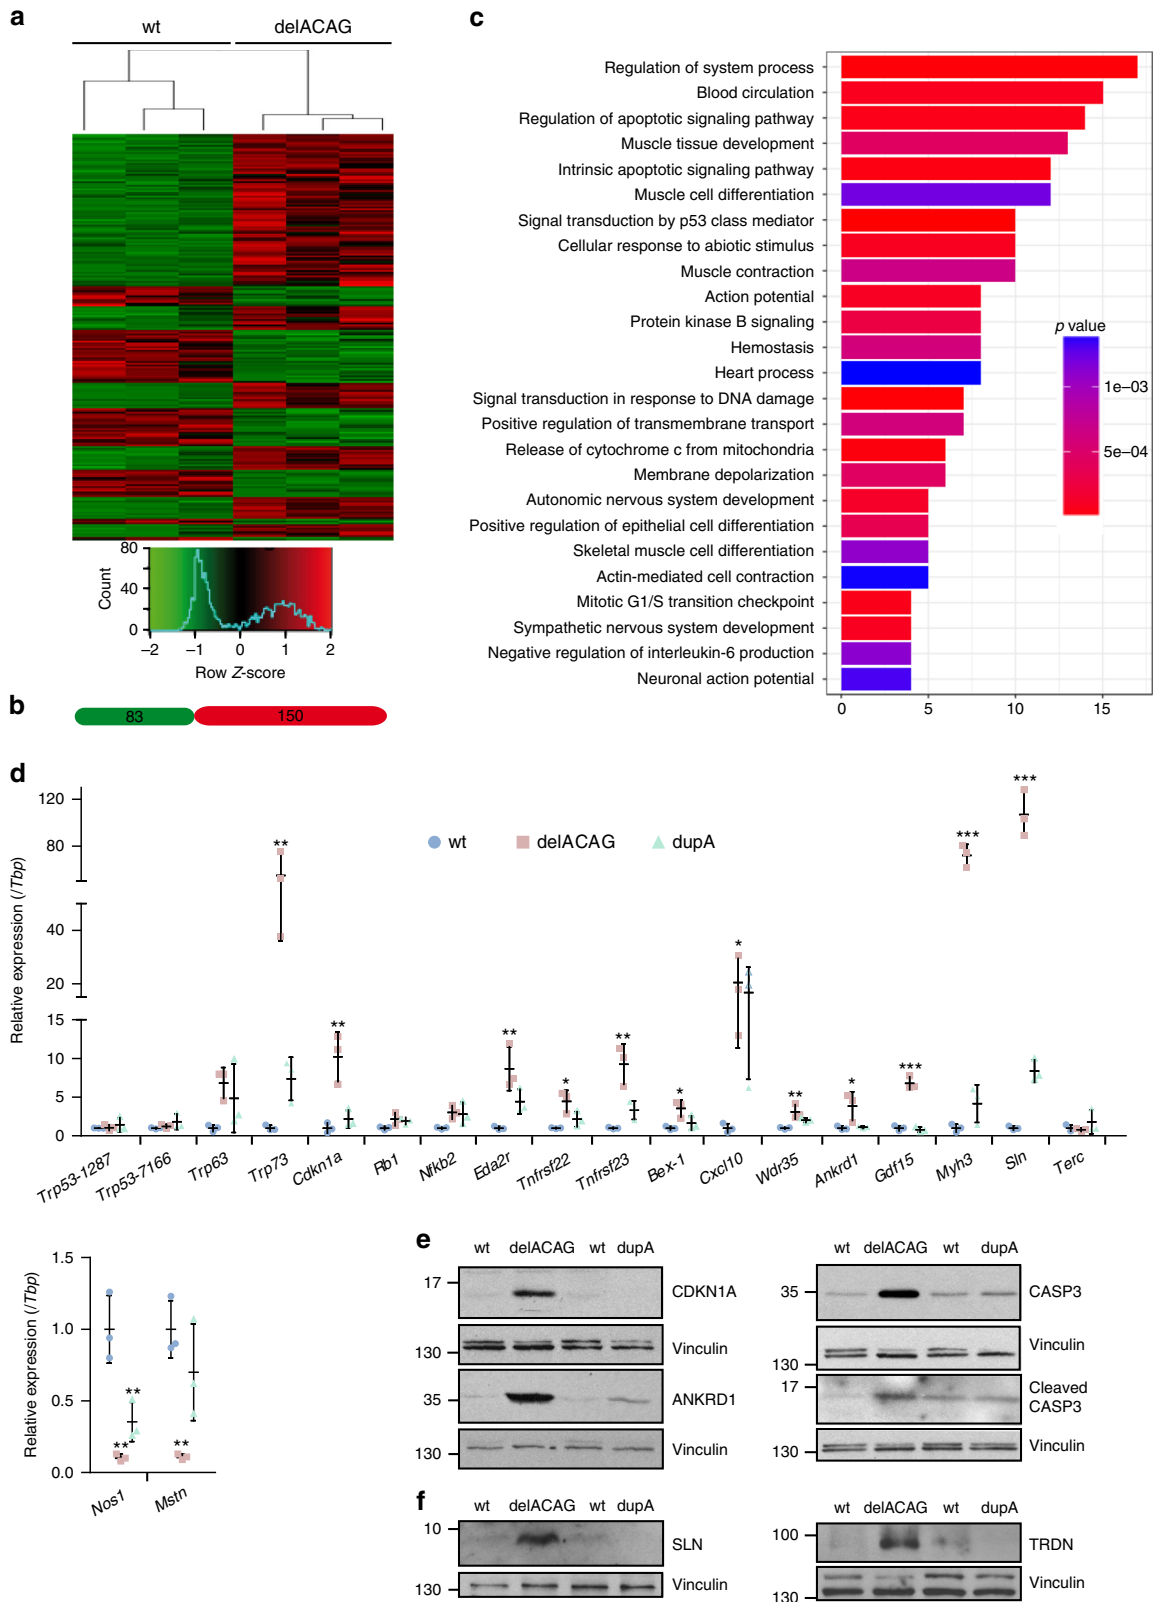 a
wt
delACAG
80
40
0
Count
−2
−1
0
1
2
Row Z-score
b
83
150
c
Regulation of system process
Blood circulation
Regulation of apoptotic signaling pathway
Muscle tissue development
Intrinsic apoptotic signaling pathway
Muscle cell differentiation
Signal transduction by p53 class mediator
Cellular response to abiotic stimulus
Muscle contraction
Action potential
Protein kinase B signaling
Hemostasis
Heart process
Signal transduction in response to DNA damage
Positive regulation of transmembrane transport
Release of cytochrome c from mitochondria
Membrane depolarization
Autonomic nervous system development
Positive regulation of epithelial cell differentiation
Skeletal muscle cell differentiation
Actin-mediated cell contraction
Mitotic G1/S transition checkpoint
Sympathetic nervous system development
Negative regulation of interleukin-6 production
Neuronal action potential
0
5
10
15
p value
1e−03
5e−04
d
Relative expression (/Tbp)
120
80
40
20
15
10
5
0
wt
delACAG
dupA
**
**
**
*
**
*
*
**
*
***
***
***
Trp53-1287
Trp53-7166
Trp63
Trp73
Cdkn1a
Rb1
Nfkb2
Eda2r
Tnfrsf22
Tnfrsf23
Bex-1
Cxcl10
Wdr35
Ankrd1
Gdf15
Myh3
Sln
Terc
Relative expression (/Tbp)
1.5
1.0
0.5
0.0
**
**
**
Nos1
Mstn
e
wt delACAG wt dupA
17
CDKN1A
130
Vinculin
35
ANKRD1
130
Vinculin
wt delACAG wt dupA
35
CASP3
130
Vinculin
17
Cleaved
CASP3
130
Vinculin
f
wt delACAG wt dupA
10
SLN
130
Vinculin
wt delACAG wt dupA
100
TRDN
130
Vinculin